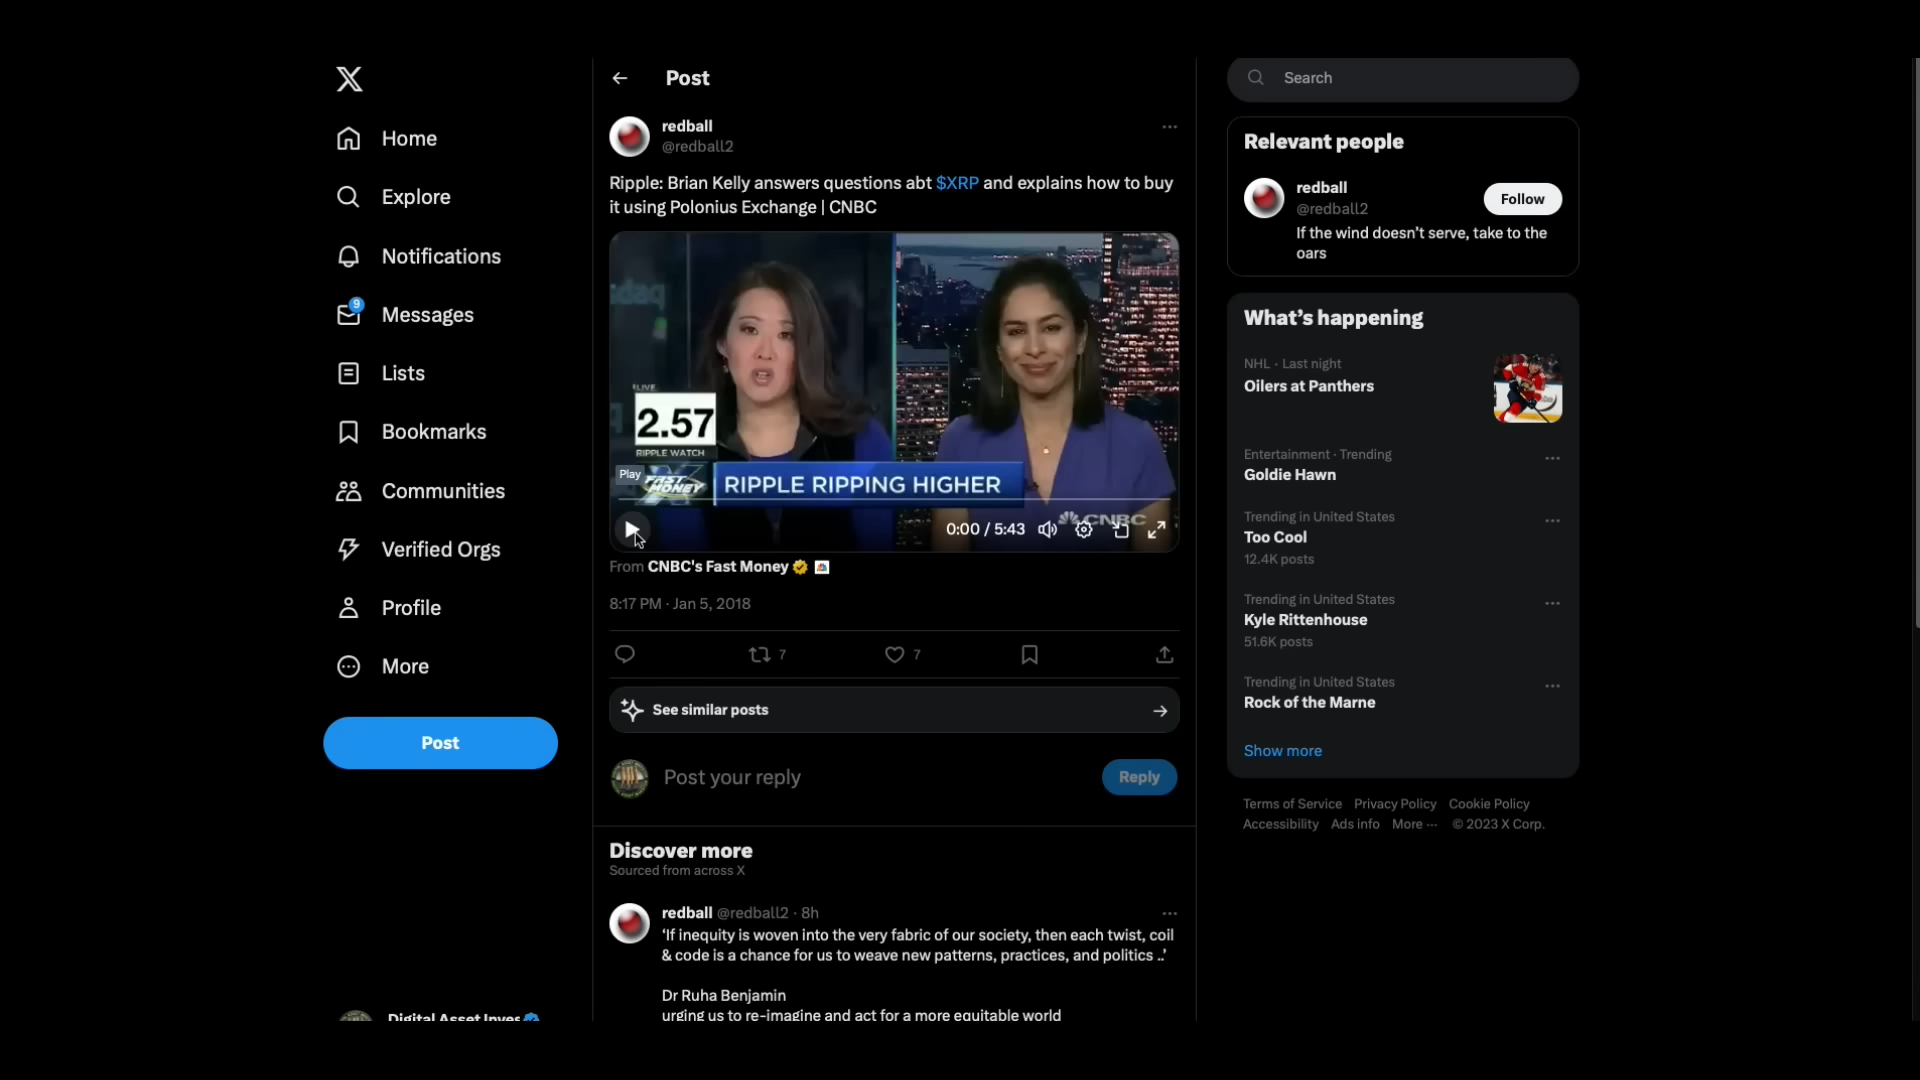 Home
Explore
Notifications
9
Messages
Lists
Bookmarks
Communities
Verified Orgs
Profile
More
Post
Digital Asset Inves
Post
redball
@redball2
Ripple: Brian Kelly answers questions abt $XRP and explains how to buy
it using Polonius Exchange | CNBC
LIVE
2.57
RIPPLE WATCH
Play
FAST
MONEY
RIPPLE RIPPING HIGHER
CNBC
0:00 / 5:43
From CNBC's Fast Money
8:17 PM · Jan 5, 2018
7
7
See similar posts
Post your reply
Reply
Discover more
Sourced from across X
redball @redball2 · 8h
‘If inequity is woven into the very fabric of our society, then each twist, coil
& code is a chance for us to weave new patterns, practices, and politics ..’
Dr Ruha Benjamin
urging us to re-imagine and act for a more equitable world
Search
Relevant people
redball
@redball2
Follow
If the wind doesn’t serve, take to the
oars
What’s happening
NHL · Last night
Oilers at Panthers
Entertainment · Trending
Goldie Hawn
Trending in United States
Too Cool
12.4K posts
Trending in United States
Kyle Rittenhouse
51.6K posts
Trending in United States
Rock of the Marne
Show more
Terms of Service Privacy Policy Cookie Policy
Accessibility Ads info More ··· © 2023 X Corp.